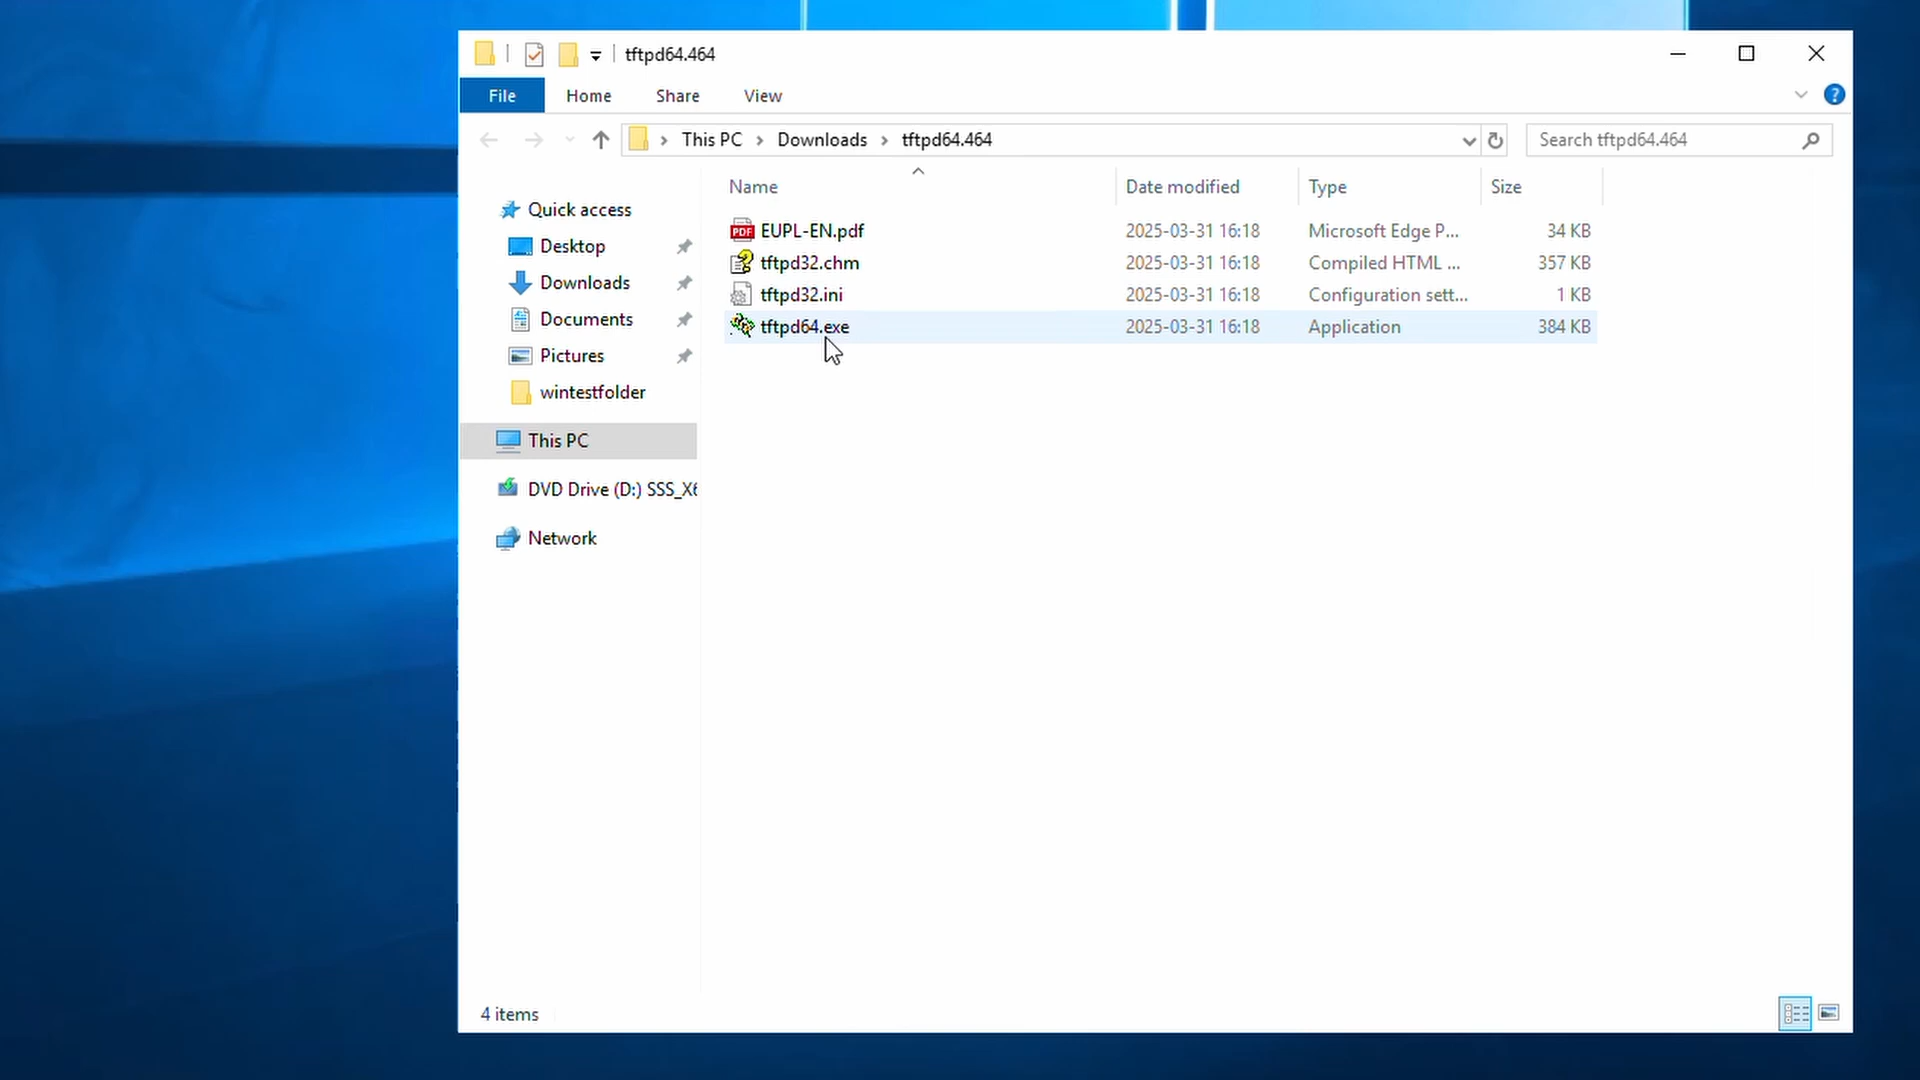 tftpd64.464
File Home Share View
This PC Downloads tftpd64.464 Search tftpd64.464
Name Date modified Type Size
Quick access
Desktop
Downloads
Documents
Pictures
wintestfolder
This PC
DVD Drive (D:) SSS_X6
Network
EUPL-EN.pdf 2025-03-31 16:18 Microsoft Edge P... 34 KB
tftpd32.chm 2025-03-31 16:18 Compiled HTML ... 357 KB
tftpd32.ini 2025-03-31 16:18 Configuration sett... 1 KB
tftpd64.exe 2025-03-31 16:18 Application 384 KB
4 items